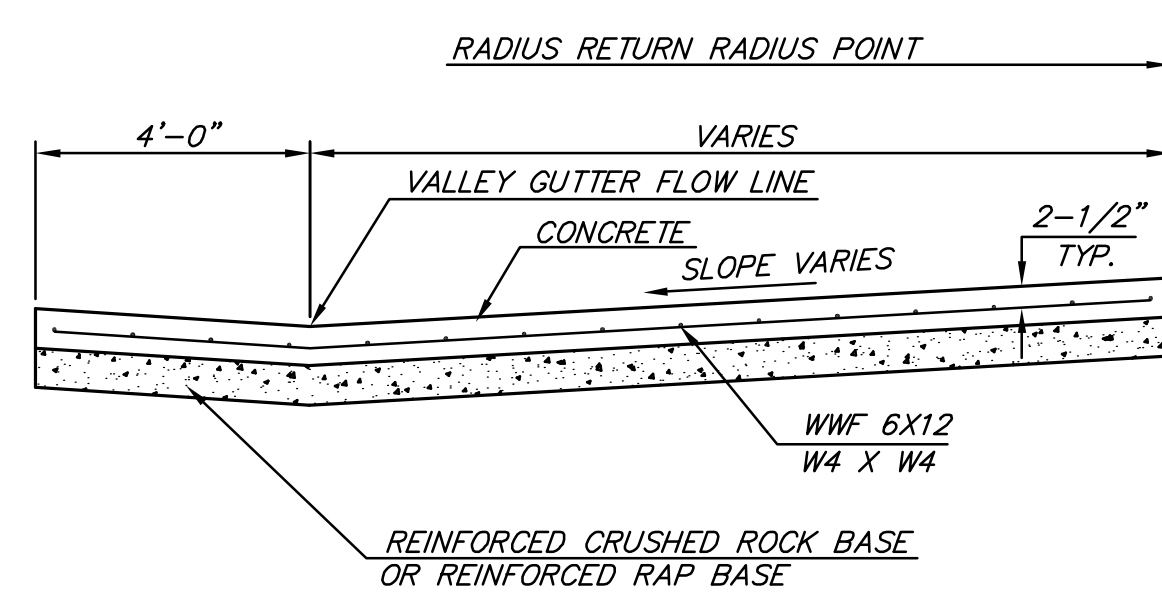 RADIUS RETURN RADIUS POINT
4'-0"
VARIES
VALLEY GUTTER FLOW LINE
CONCRETE
2-1/2"
TYP.
SLOPE VARIES
WWF 6X12
W4 X W4
REINFORCED CRUSHED ROCK BASE
OR REINFORCED RAP BASE